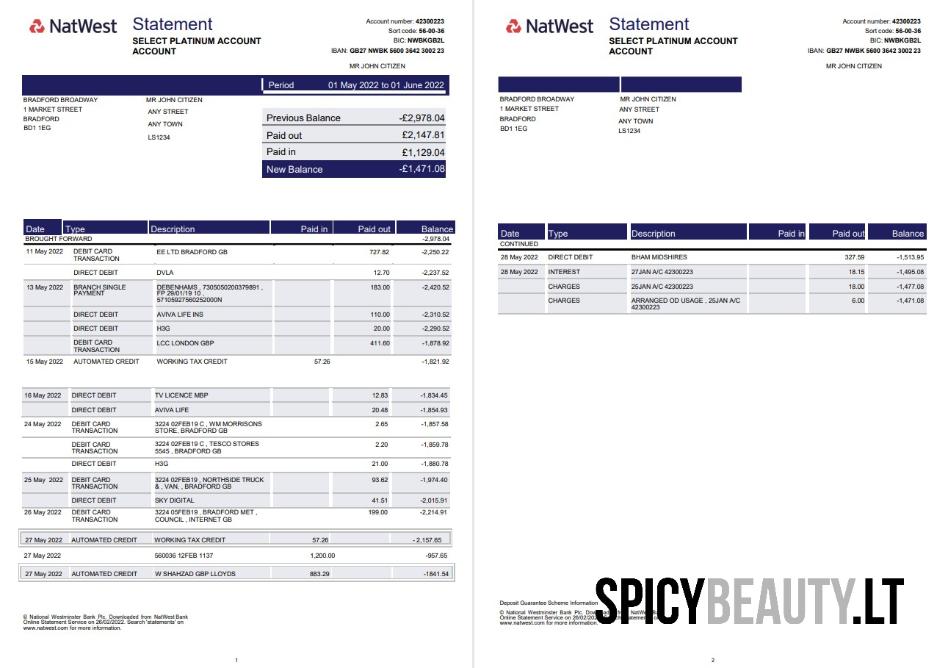 NatWest
Statement
SELECT PLATINUM ACCOUNT
ACCOUNT
Account number: 42300223
Sort code: 56-00-36
BIC: NWBKGB2L
IBAN: GB27 NWBK 5600 3642 3002 23
MR JOHN CITIZEN
Period 01 May 2022 to 01 June 2022
BRADFORD BROADWAY
1 MARKET STREET
BRADFORD
BD1 1EG
MR JOHN CITIZEN
ANY STREET
ANY TOWN
LS1234
Previous Balance -£2,978.04
Paid out £2,147.81
Paid in £1,129.04
New Balance -£1,471.08
Date Type Description Paid in Paid out Balance
BROUGHT FORWARD -2,978.04
11 May 2022 DEBIT CARD EE LTD BRADFORD GB 727.82 -2,250.22
TRANSACTION
DIRECT DEBIT DVLA 12.70 -2,237.52
13 May 2022 BRANCH SINGLE DEBENHAMS , 7305050200379891 , 183.00 -2,420.52
PAYMENT FP 29/01/19 10 ,
57105927560252000N
DIRECT DEBIT AVIVA LIFE INS 110.00 -2,310.52
DIRECT DEBIT H3G 20.00 -2,290.52
DEBIT CARD LCC LONDON GBP 411.60 -1,878.92
TRANSACTION
15 May 2022 AUTOMATED CREDIT WORKING TAX CREDIT 57.26 -1,821.92
16 May 2022 DIRECT DEBIT TV LICENCE MBP 12.83 -1,834.45
DIRECT DEBIT AVIVA LIFE 20.48 -1,854.93
24 May 2022 DEBIT CARD 3224 02FEB19 C , WM MORRISONS 2.65 -1,857.58
TRANSACTION STORE, BRADFORD GB
DEBIT CARD 3224 02FEB19 C , TESCO STORES 2.20 -1,859.78
TRANSACTION 5545 , BRADFORD GB
DIRECT DEBIT H3G 21.00 -1,880.78
25 May 2022 DEBIT CARD 3224 02FEB19 , NORTHSIDE TRUCK 93.62 -1,974.40
TRANSACTION & , VAN, , BRADFORD GB
DIRECT DEBIT SKY DIGITAL 41.51 -2,015.91
26 May 2022 DEBIT CARD 3224 05FEB19 , BRADFORD MET , 199.00 -2,214.91
TRANSACTION COUNCIL , INTERNET GB
27 May 2022 AUTOMATED CREDIT WORKING TAX CREDIT 57.26 - 2,157.65
27 May 2022 560036 12FEB 1137 1,200.00 -957.65
27 May 2022 AUTOMATED CREDIT W SHAHZAD GBP LLOYDS 883.29 -1841.54
© National Westminster Bank Plc, Downloaded from NatWest Bank
Online Statement Service on 26/02/2022. Search 'statements' on
www.natwest.com for more information.
1
NatWest
Statement
SELECT PLATINUM ACCOUNT
ACCOUNT
Account number: 42300223
Sort code: 56-00-36
BIC: NWBKGB2L
IBAN: GB27 NWBK 5600 3642 3002 23
MR JOHN CITIZEN
BRADFORD BROADWAY
1 MARKET STREET
BRADFORD
BD1 1EG
MR JOHN CITIZEN
ANY STREET
ANY TOWN
LS1234
Date Type Description Paid in Paid out Balance
CONTINUED
28 May 2022 DIRECT DEBIT BHAM MIDSHIRES 327.59 -1,513.95
28 May 2022 INTEREST 27JAN A/C 42300223 18.15 -1,495.08
CHARGES 25JAN A/C 42300223 18.00 -1,477.08
CHARGES ARRANGED OD USAGE , 25JAN A/C 6.00 -1,471.08
42300223
Deposit Guarantee Scheme Information
© National Westminster Bank Plc, Downloaded from
Online Statement Service on 26/02/
www.natwest.com for more information.
SPICYBEAUTY.LT
2